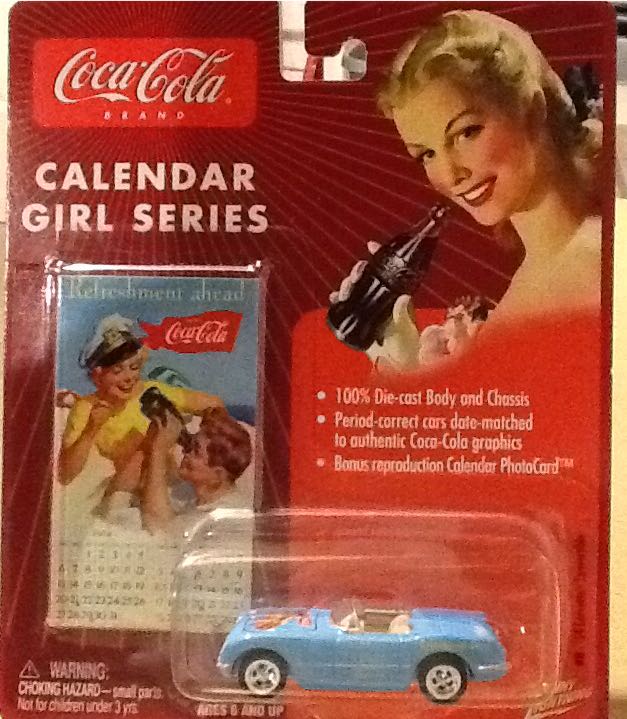 Coca-Cola
BRAND
CALENDAR
GIRL SERIES
Refreshment ahead
Coca-Cola
• 100% Die-cast Body and Chassis
• Period-correct cars date-matched
to authentic Coca-Cola graphics
• Bonus reproduction Calendar PhotoCard™
WARNING:
CHOKING HAZARD—small parts.
Not for children under 3 yrs.
AGES 8 AND UP
LIGHTNING